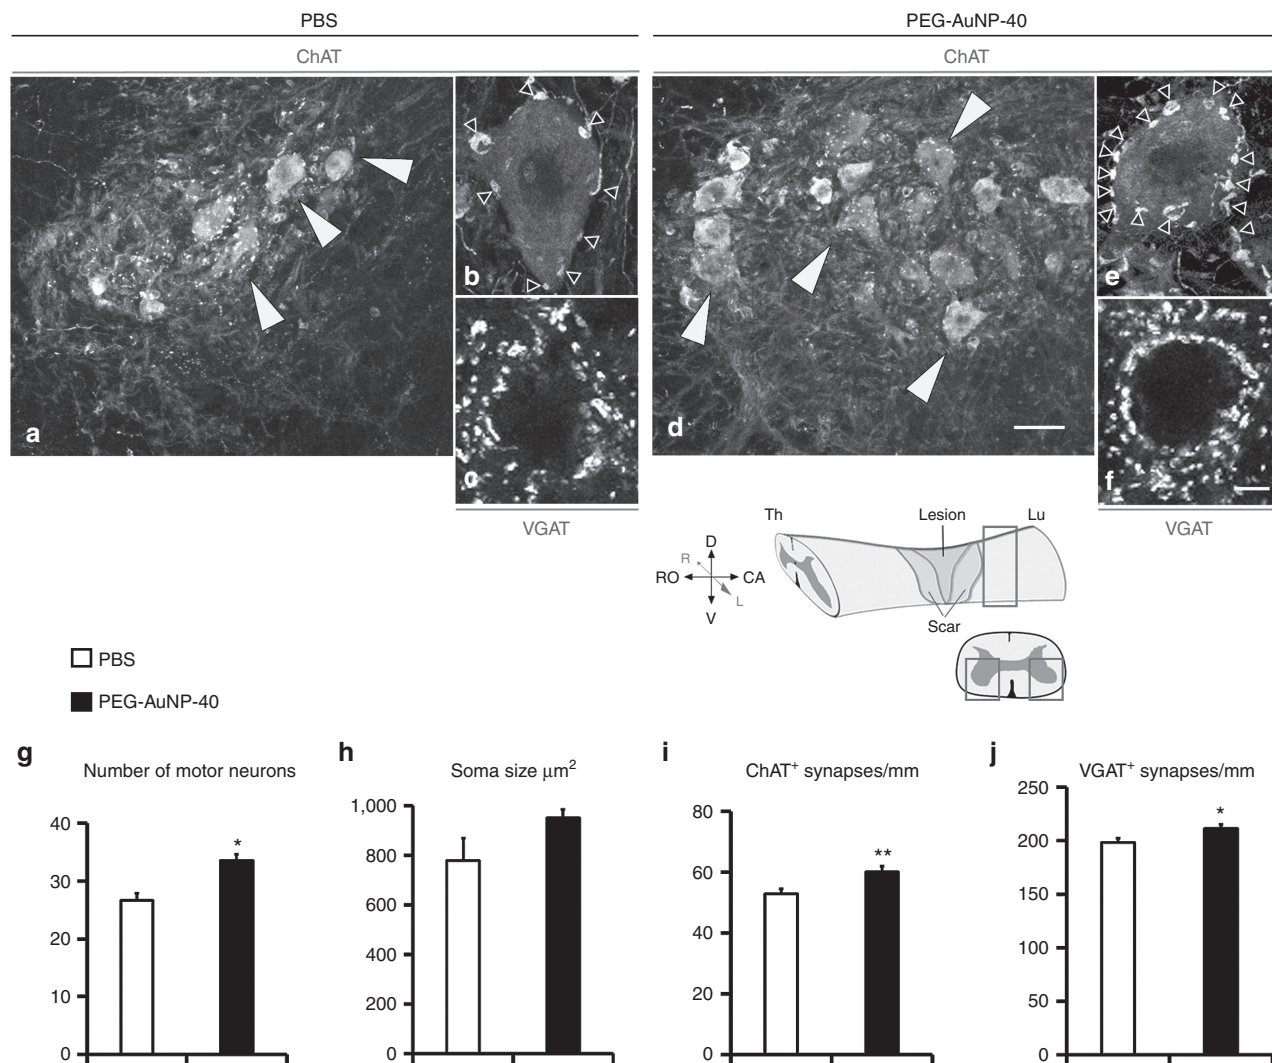 PBS
PEG-AuNP-40
ChAT
ChAT
a
b
c
d
e
f
VGAT
VGAT
Th
Lesion
Lu
D
R
RO
CA
L
V
Scar
PBS
PEG-AuNP-40
g
h
i
j
Number of motor neurons
Soma size μm²
ChAT⁺ synapses/mm
VGAT⁺ synapses/mm
40
30
20
10
0
*
1,000
800
600
400
200
0
80
60
40
20
0
**
250
200
150
100
50
0
*